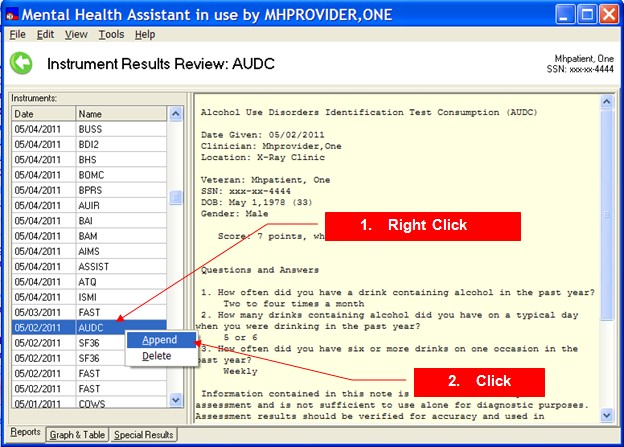 Mental Health Assistant in use by MHPROVIDER,ONE
File Edit View Tools Help
Instrument Results Review: AUDC
Mhpatient, One
SSN: xxx-xx-4444
Instruments:
Date Name
05/04/2011 BUSS
05/04/2011 BDI2
05/04/2011 BHS
05/04/2011 BOMC
05/04/2011 BPRS
05/04/2011 AUIR
05/04/2011 BAI
05/04/2011 BAM
05/04/2011 AIMS
05/04/2011 ASSIST
05/04/2011 ATQ
05/04/2011 ISMI
05/03/2011 FAST
05/02/2011 AUDC
05/02/2011 SF36
05/02/2011 SF36
05/02/2011 FAST
05/02/2011 FAST
05/01/2011 COWS
Append
Delete
Alcohol Use Disorders Identification Test Consumption (AUDC)
Date Given: 05/02/2011
Clinician: Mhprovider,One
Location: X-Ray Clinic
Veteran: Mhpatient, One
SSN: xxx-xx-4444
DOB: May 1,1978 (33)
Gender: Male
1. Right Click
Score: 7 points, wh
Questions and Answers
1. How often did you have a drink containing alcohol in the past year?
Two to four times a month
2. How many drinks containing alcohol did you have on a typical day
when you were drinking in the past year?
5 or 6
3. How often did you have six or more drinks on one occasion in the
past year?
Weekly
2. Click
Information contained in this note is
assessment and is not sufficient to use alone for diagnostic purposes.
Assessment results should be verified for accuracy and used in
Reports Graph & Table Special Results